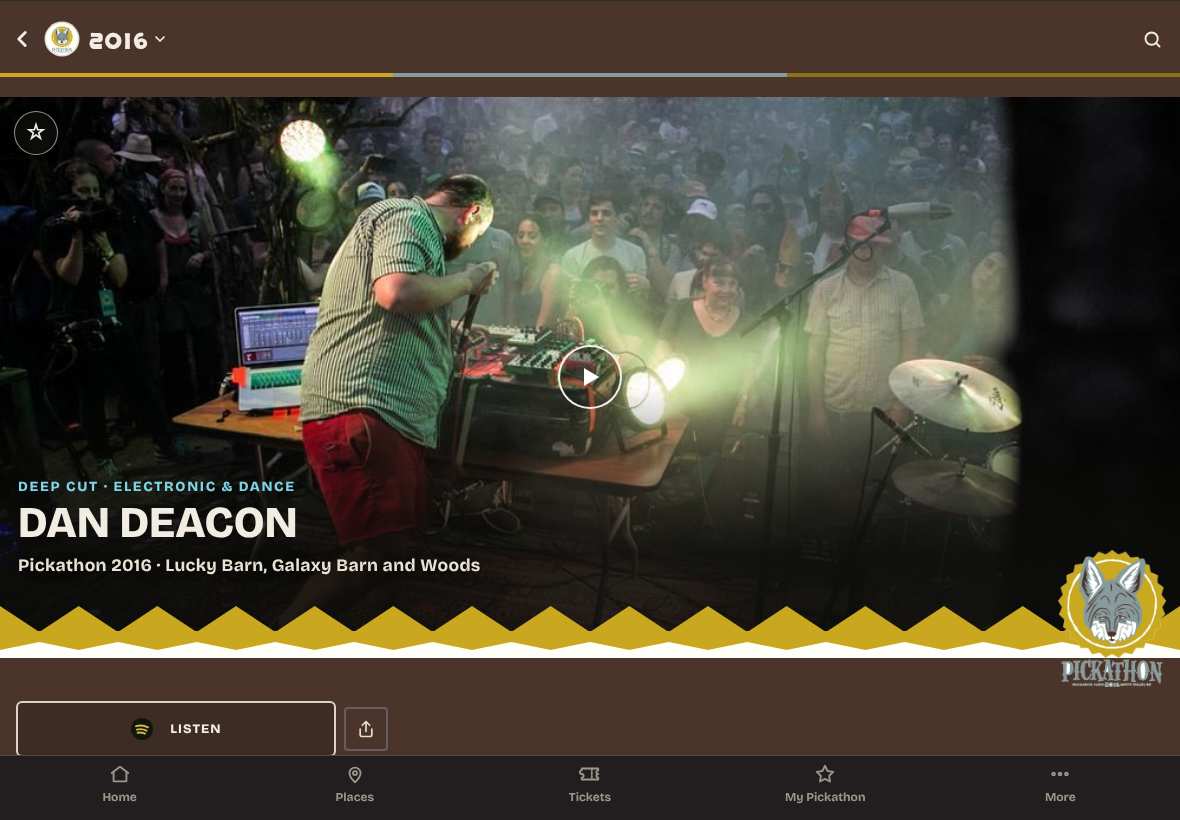 2016
DEEP CUT · ELECTRONIC & DANCE
DAN DEACON
Pickathon 2016 · Lucky Barn, Galaxy Barn and Woods
PICKATHON
LISTEN
Home
Places
Tickets
My Pickathon
More